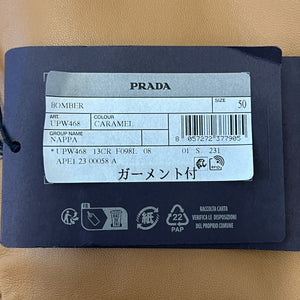 PRADA
BOMBER
SIZE
50
ART.
UPW468
COLOUR
CARAMEL
GROUP NAME
NAPPA
8 057272 377905
* UPW468 13CR F098L 08 01 S 231
APEI 23 00058 A
ガーメント付
紙
22
PAP
RACCOLTA CARTA
VERIFICA LE DISPOSIZIONI
DEL PROPRIO COMUNE